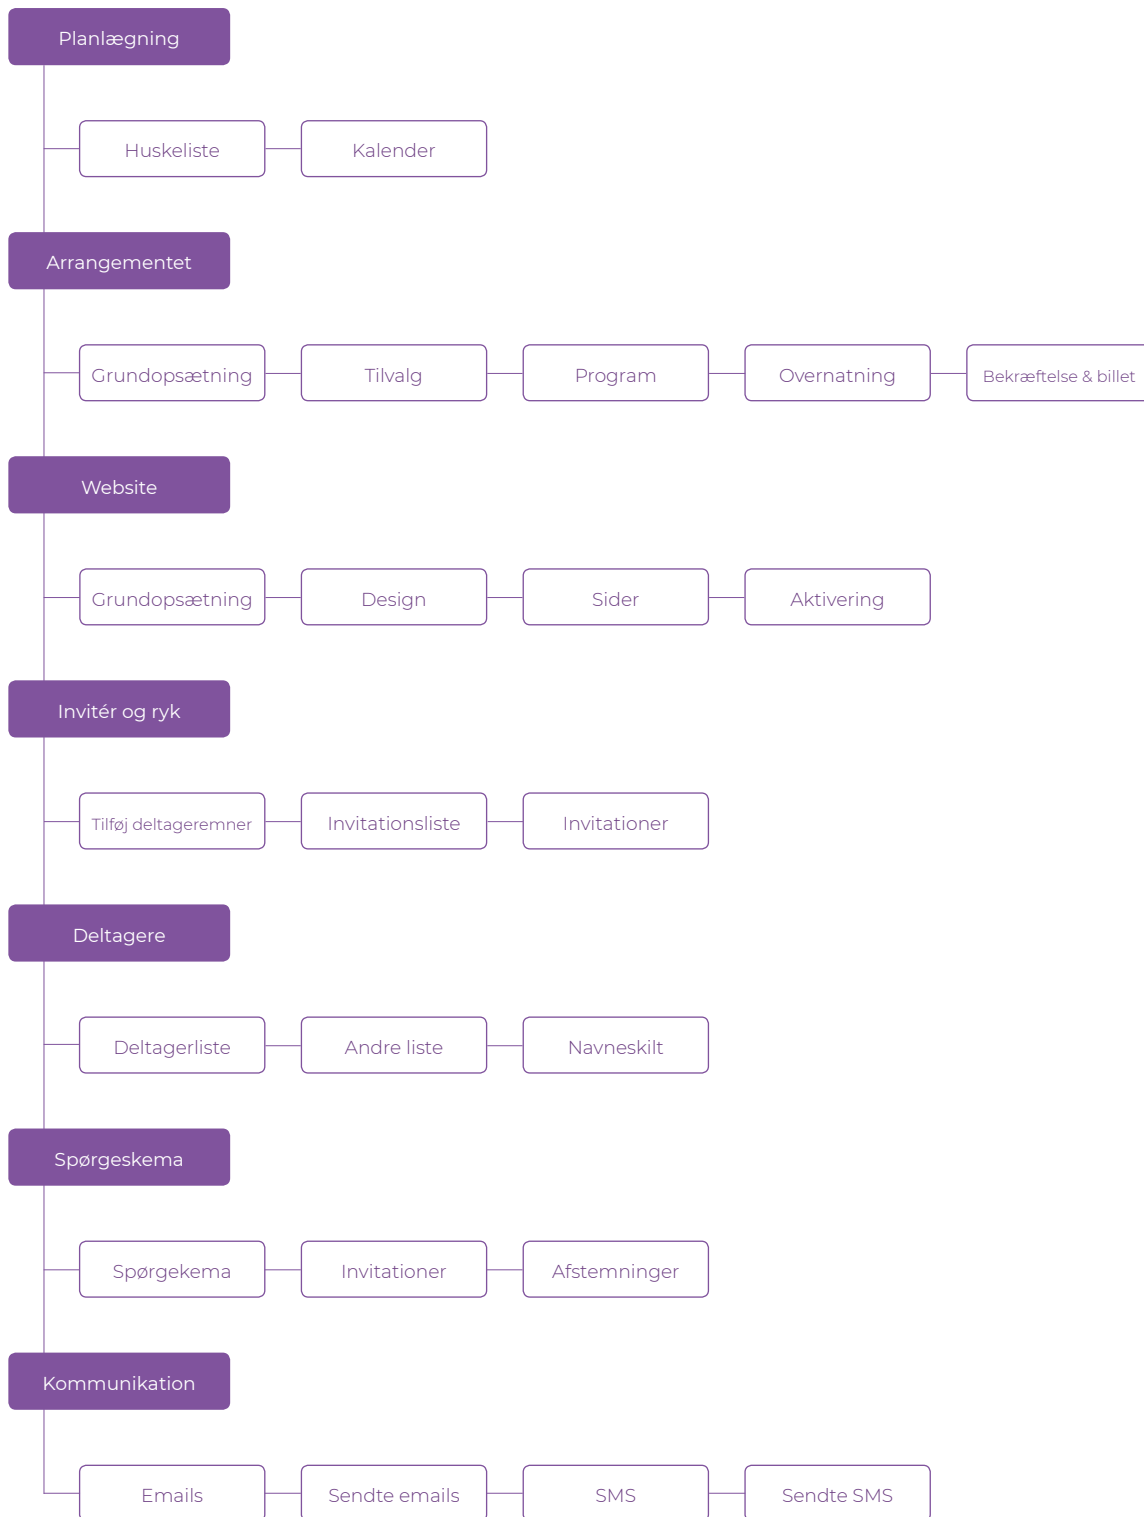 Planlægning
Huskeliste
Kalender
Arrangementet
Grundopsætning
Tilvalg
Program
Overnatning
Bekræftelse & billet
Website
Grundopsætning
Design
Sider
Aktivering
Invitér og ryk
Tilføj deltageremner
Invitationsliste
Invitationer
Deltagere
Deltagerliste
Andre liste
Navneskilt
Spørgeskema
Spørgekema
Invitationer
Afstemninger
Kommunikation
Emails
Sendte emails
SMS
Sendte SMS